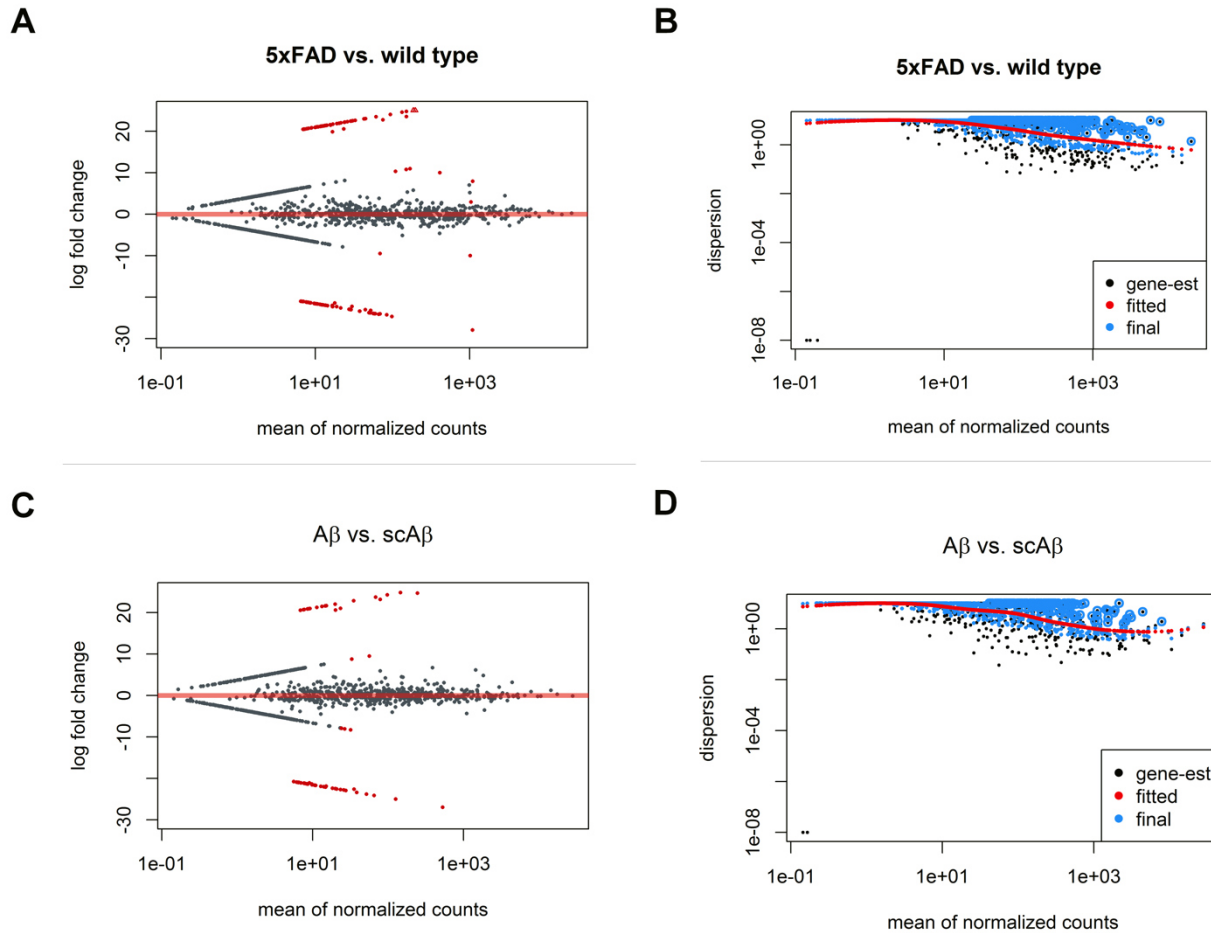 A
5xFAD vs. wild type
log fold change
20
10
0
-10
-30
1e-01
1e+01
1e+03
mean of normalized counts
B
5xFAD vs. wild type
dispersion
1e+00
1e-04
1e-08
gene-est
fitted
final
1e-01
1e+01
1e+03
mean of normalized counts
C
Aβ vs. scAβ
log fold change
20
10
0
-10
-30
1e-01
1e+01
1e+03
mean of normalized counts
D
Aβ vs. scAβ
dispersion
1e+00
1e-04
1e-08
gene-est
fitted
final
1e-01
1e+01
1e+03
mean of normalized counts